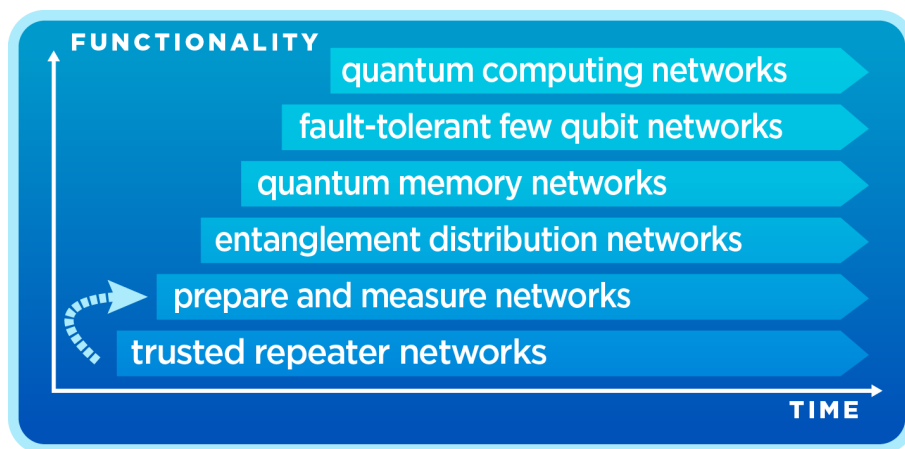 FUNCTIONALITY
quantum computing networks
fault-tolerant few qubit networks
quantum memory networks
entanglement distribution networks
prepare and measure networks
trusted repeater networks
TIME